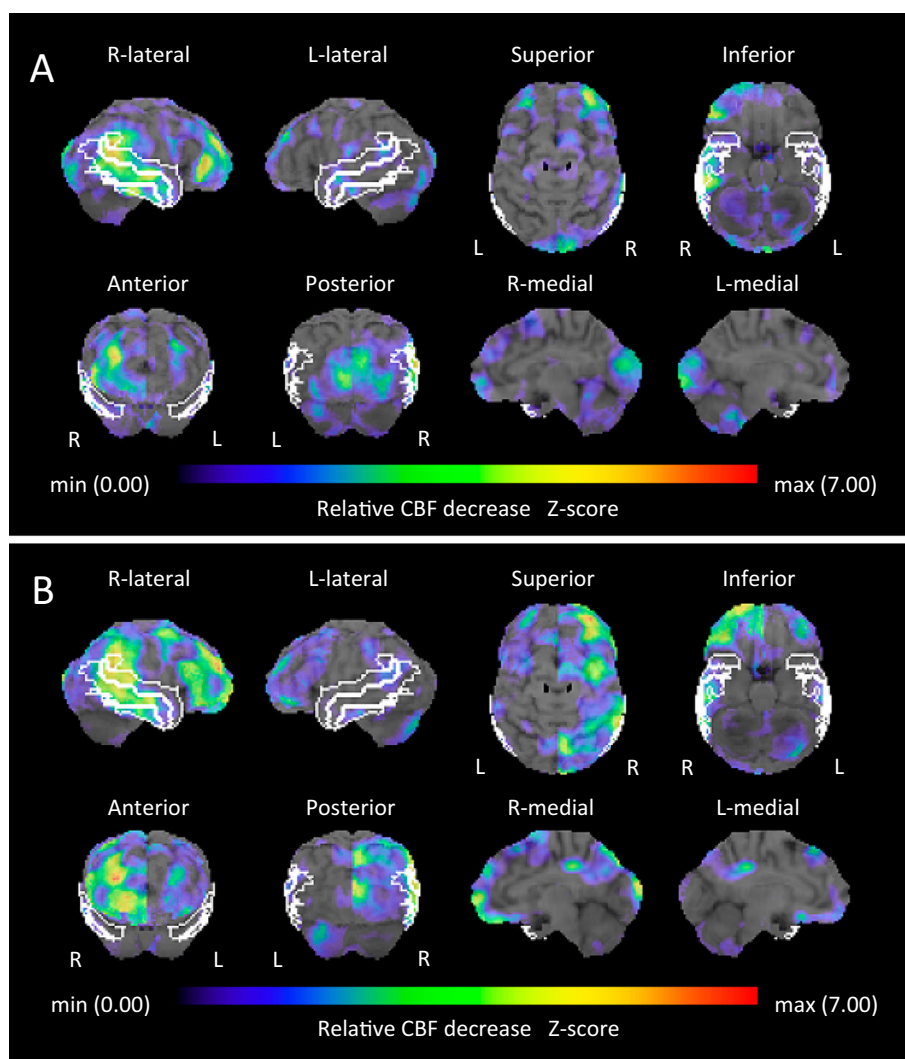 A
R-lateral L-lateral Superior Inferior
L R R L
Anterior Posterior R-medial L-medial
R L L R
min (0.00) max (7.00)
Relative CBF decrease Z-score
B
R-lateral L-lateral Superior Inferior
L R R L
Anterior Posterior R-medial L-medial
R L L R
min (0.00) max (7.00)
Relative CBF decrease Z-score